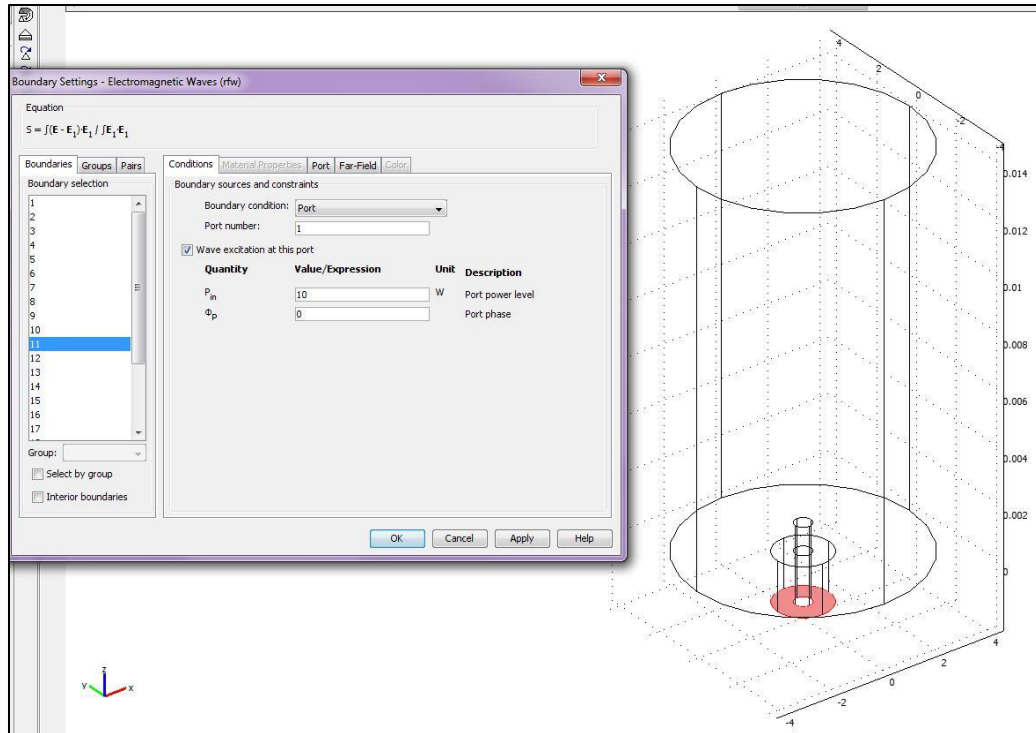 Boundary Settings - Electromagnetic Waves (rfw)
Equation
S = ∫(E - E₁)·E₁ / ∫E₁·E₁
Boundaries Groups Pairs
Boundary selection
1
2
3
4
5
6
7
8
9
10
11
12
13
14
15
16
17
Group:
Select by group
Interior boundaries
Conditions Material Properties Port Far-Field Color
Boundary sources and constraints
Boundary condition: Port
Port number: 1
Wave excitation at this port
Quantity Value/Expression Unit Description
P_in 10 W Port power level
Φ_p 0 Port phase
OK Cancel Apply Help
4
2
0
-2
-4
0.014
0.012
0.01
0.008
0.006
0.004
0.002
0
4
2
0
-2
-4
z
y
x